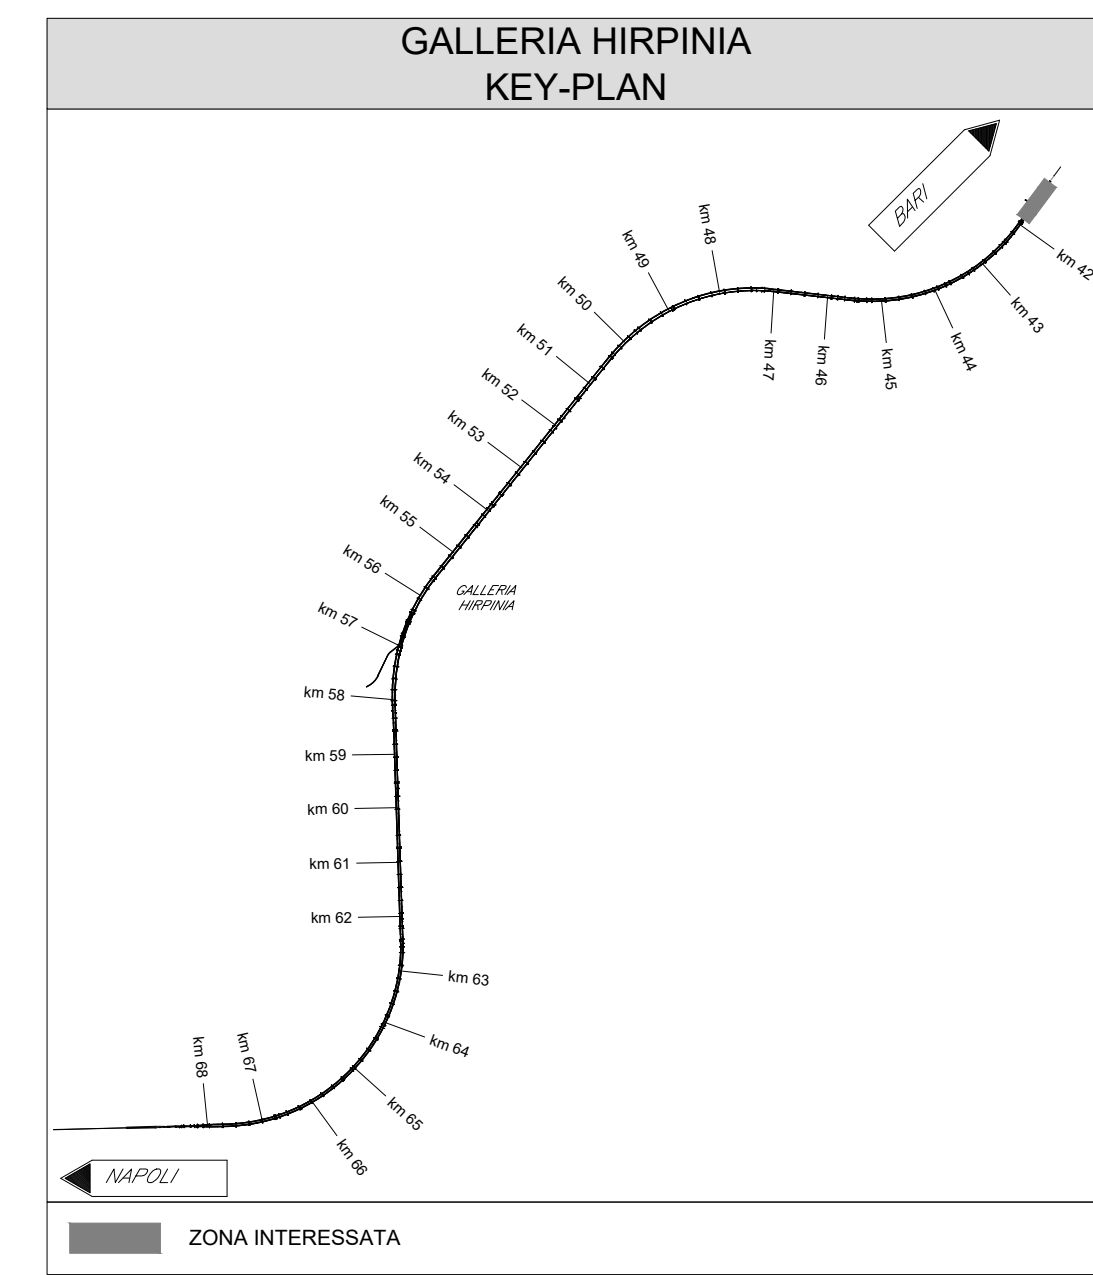 GALLERIA HIRPINIA
KEY-PLAN
BARI
km 42
km 43
km 44
km 45
km 46
km 47
km 48
km 49
km 50
km 51
km 52
km 53
km 54
km 55
km 56
GALLERIA
HIRPINIA
km 57
km 58
km 59
km 60
km 61
km 62
km 63
km 64
km 65
km 66
km 67
km 68
NAPOLI
ZONA INTERESSATA